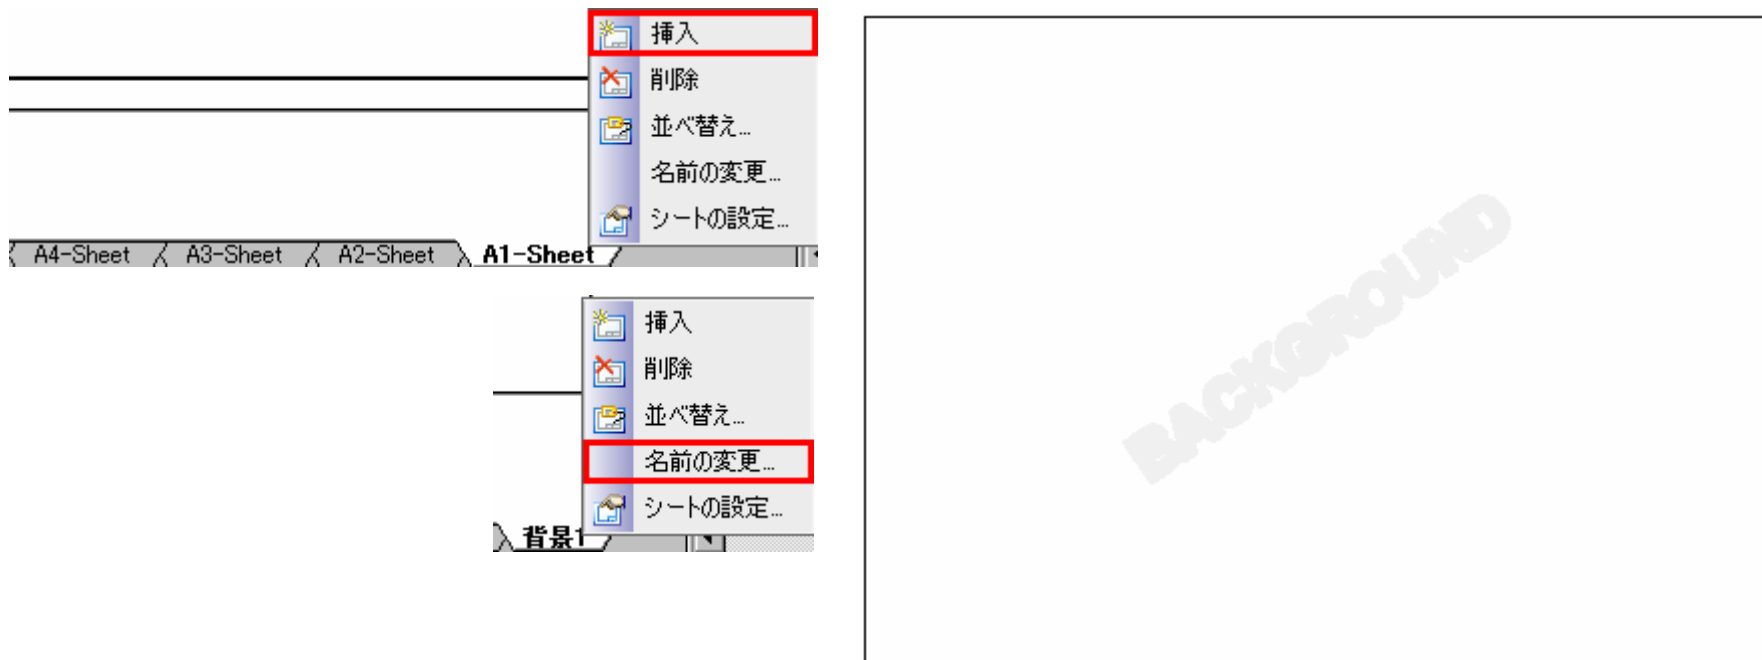 挿入
削除
並べ替え...
名前の変更...
シートの設定...
A4-Sheet A3-Sheet A2-Sheet A1-Sheet
挿入
削除
並べ替え...
名前の変更...
シートの設定...
背景1
BACKGROUND